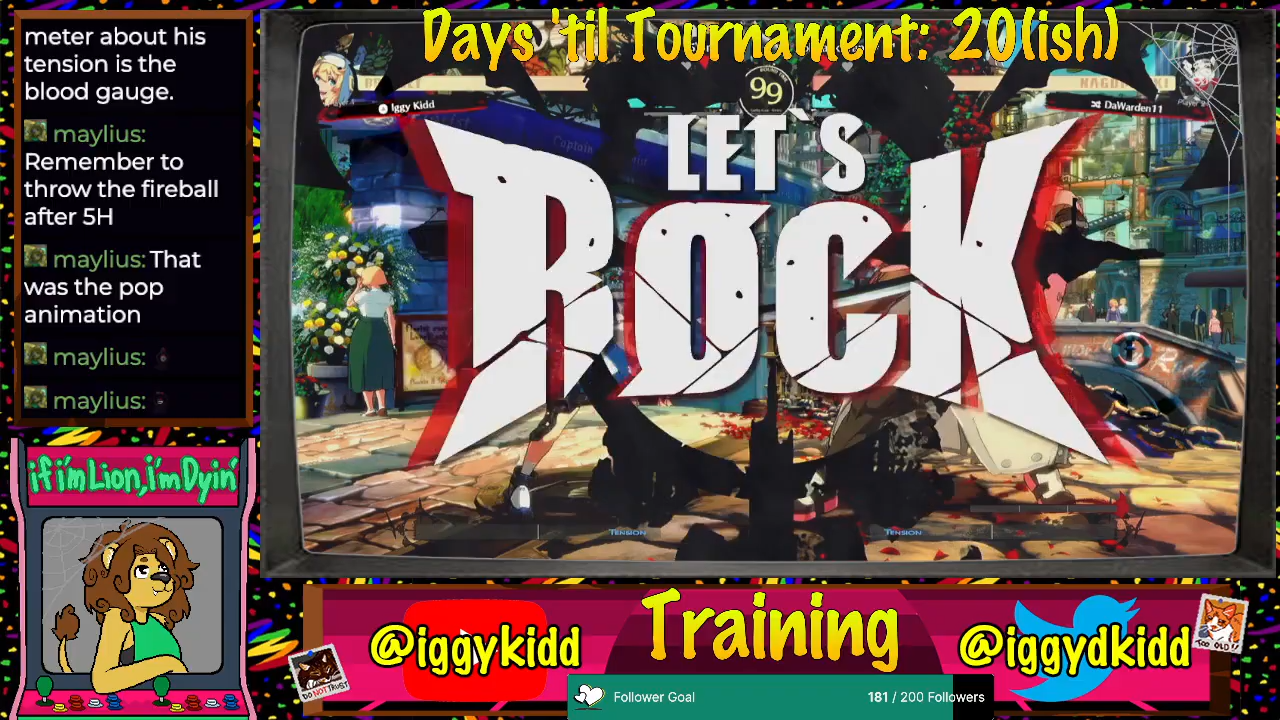 meter about his
tension is the
blood gauge.
maylius:
Remember to
throw the fireball
after 5H
maylius: That
was the pop
animation
maylius:
maylius:
if i'm Lion, i'm Dyin'
Days 'til Tournament: 20(ish)
99
Iggy Kidd
DaWarden11
LET`S
ROCK
TENSION
TENSION
@iggykidd
Training
@iggydkidd
DO NOT TRUST
TOO OLD!!
Follower Goal
181 / 200 Followers